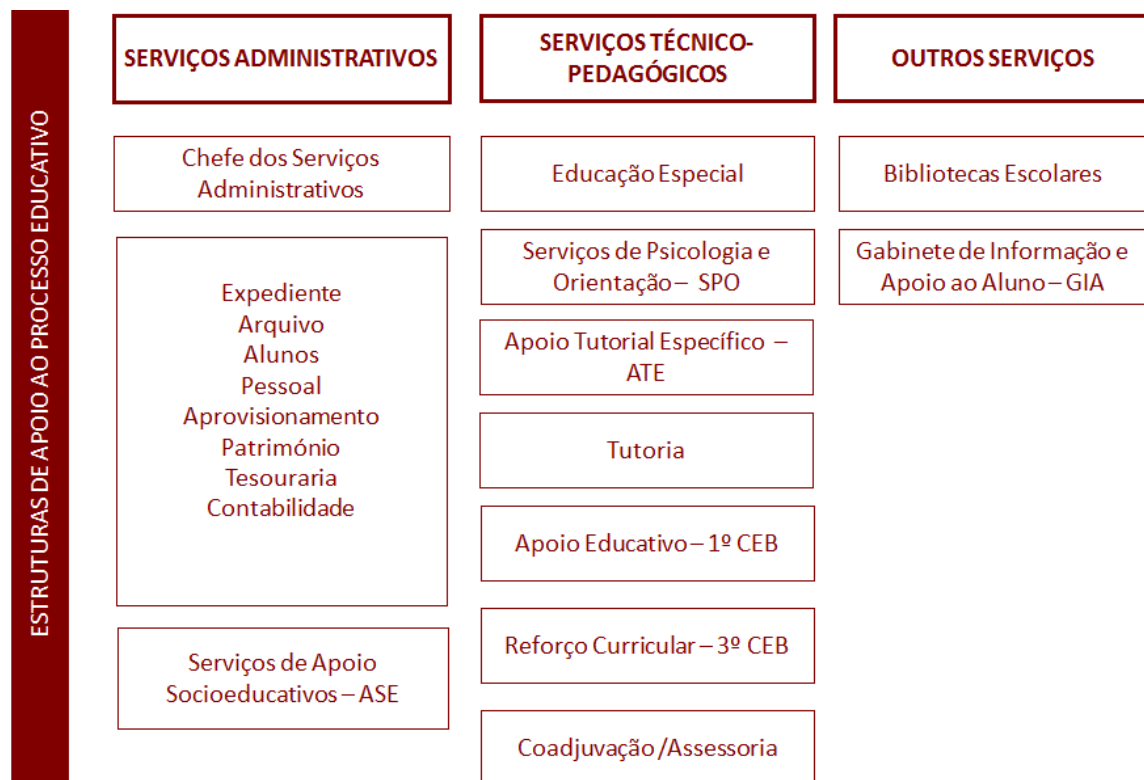 ESTRUTURAS DE APOIO AO PROCESSO EDUCATIVO
SERVIÇOS ADMINISTRATIVOS
Chefe dos Serviços
Administrativos
Expediente
Arquivo
Alunos
Pessoal
Aprovisionamento
Património
Tesouraria
Contabilidade
Serviços de Apoio
Socioeducativos – ASE
SERVIÇOS TÉCNICO-
PEDAGÓGICOS
Educação Especial
Serviços de Psicologia e
Orientação – SPO
Apoio Tutorial Específico –
ATE
Tutoria
Apoio Educativo – 1º CEB
Reforço Curricular – 3º CEB
Coadjuvação /Assessoria
OUTROS SERVIÇOS
Bibliotecas Escolares
Gabinete de Informação e
Apoio ao Aluno – GIA